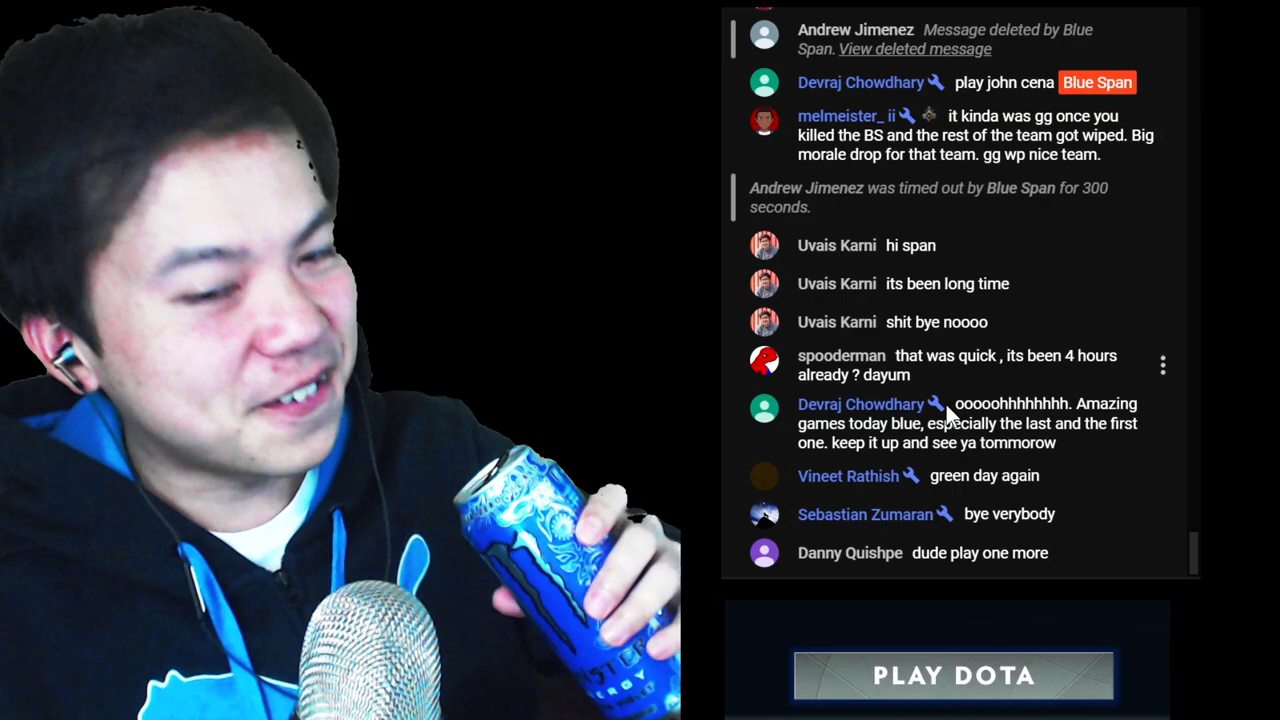 Andrew Jimenez Message deleted by Blue
Span. View deleted message
Devraj Chowdhary play john cena Blue Span
melmeister_ ii it kinda was gg once you
killed the BS and the rest of the team got wiped. Big
morale drop for that team. gg wp nice team.
Andrew Jimenez was timed out by Blue Span for 300
seconds.
Uvais Karni hi span
Uvais Karni its been long time
Uvais Karni shit bye noooo
spooderman that was quick , its been 4 hours
already ? dayum
Devraj Chowdhary ooooohhhhhhhh. Amazing
games today blue, especially the last and the first
one. keep it up and see ya tommorow
Vineet Rathish green day again
Sebastian Zumaran bye verybody
Danny Quishpe dude play one more
PLAY DOTA
ENERGY